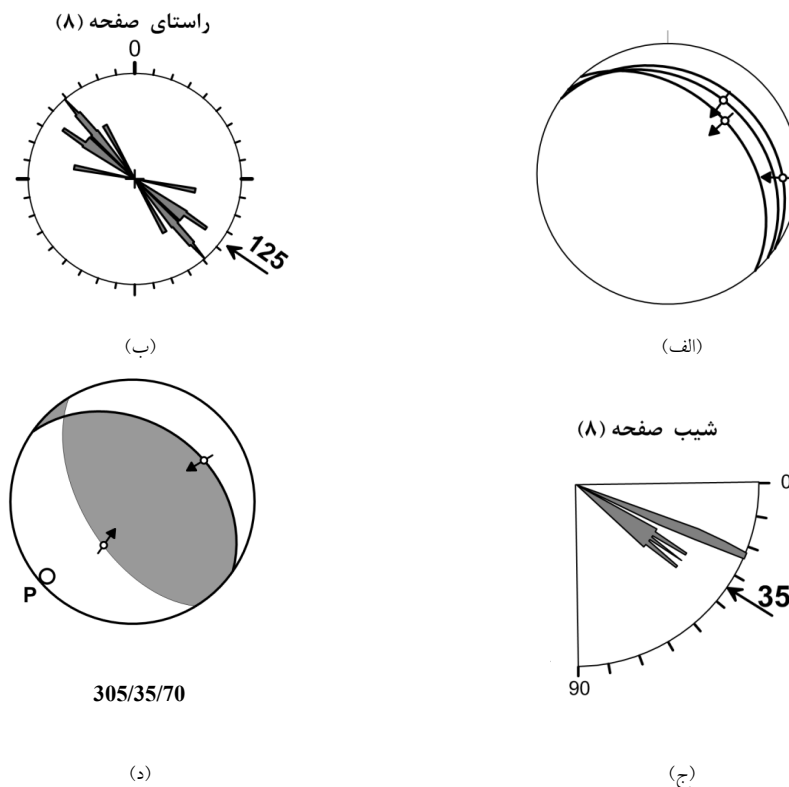 راستای صفحه (۸)
0
125
(ب)
(الف)
P
305/35/70
(د)
شیب صفحه (۸)
0
35
90
(ج)